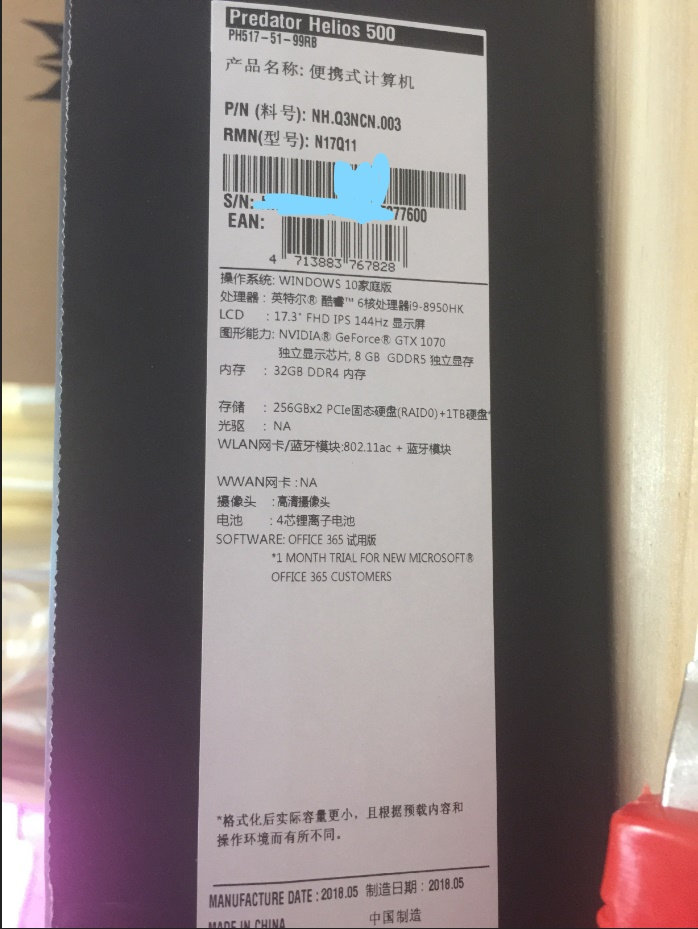 Predator Helios 500
PH517-51-99RB
产品名称: 便携式计算机
P/N (料号): NH.Q3NCN.003
RMN(型号): N17Q11
S/N: 77600
EAN:
4 713883 767828
操作系统: WINDOWS 10家庭版
处理器 : 英特尔® 酷睿™ 6核处理器i9-8950HK
LCD : 17.3" FHD IPS 144Hz 显示屏
图形能力: NVIDIA® GeForce® GTX 1070
独立显示芯片, 8 GB GDDR5 独立显存
内存 : 32GB DDR4 内存
存储 : 256GBx2 PCIe固态硬盘(RAID0)+1TB硬盘*
光驱 : NA
WLAN网卡/蓝牙模块:802.11ac + 蓝牙模块
WWAN网卡 : NA
摄像头 : 高清摄像头
电池 : 4芯锂离子电池
SOFTWARE: OFFICE 365 试用版
*1 MONTH TRIAL FOR NEW MICROSOFT®
OFFICE 365 CUSTOMERS
*格式化后实际容量更小，且根据预载内容和
操作环境而有所不同。
MANUFACTURE DATE : 2018.05 制造日期 : 2018.05
MADE IN CHINA 中国制造